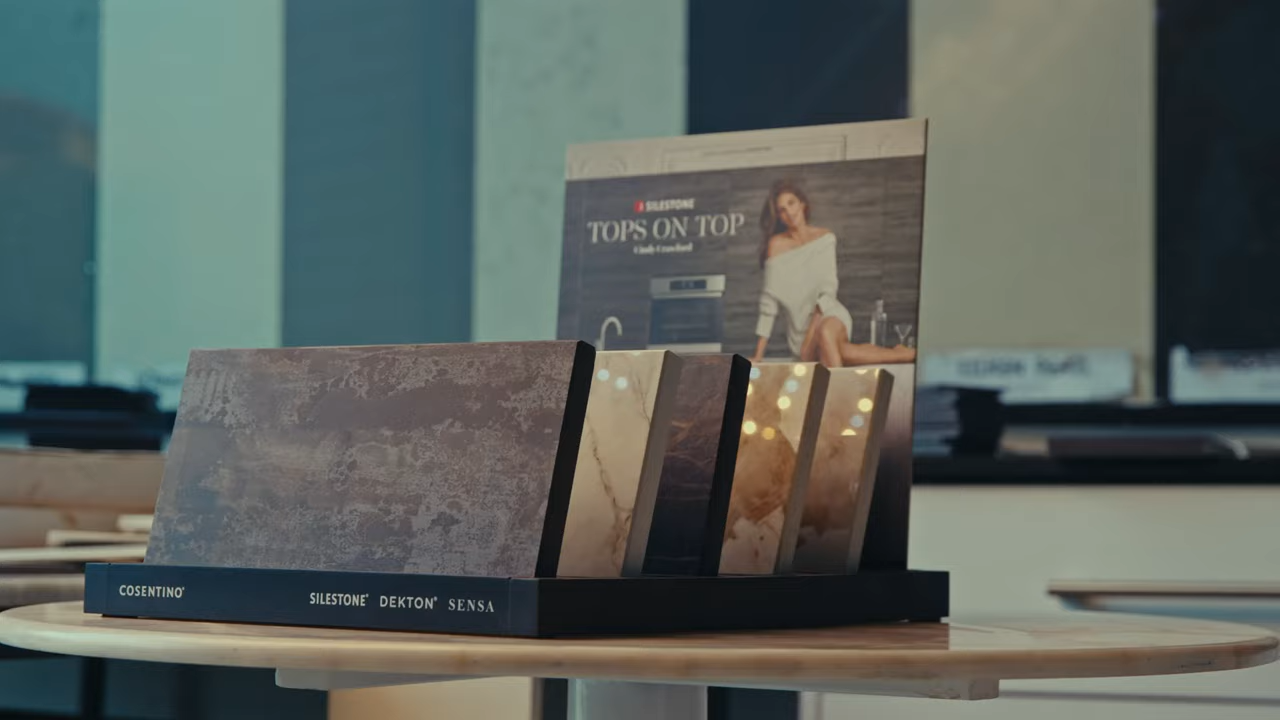 SILESTONE
TOPS ON TOP
Cindy Crawford
COSENTINO® SILESTONE® DEKTON® SENSA